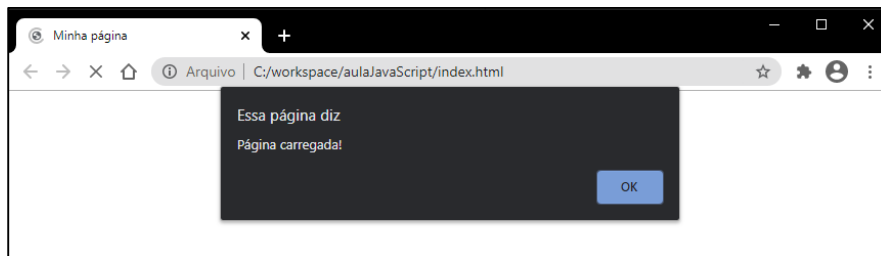 Minha página
Arquivo | C:/workspace/aulaJavaScript/index.html
Essa página diz
Página carregada!
OK